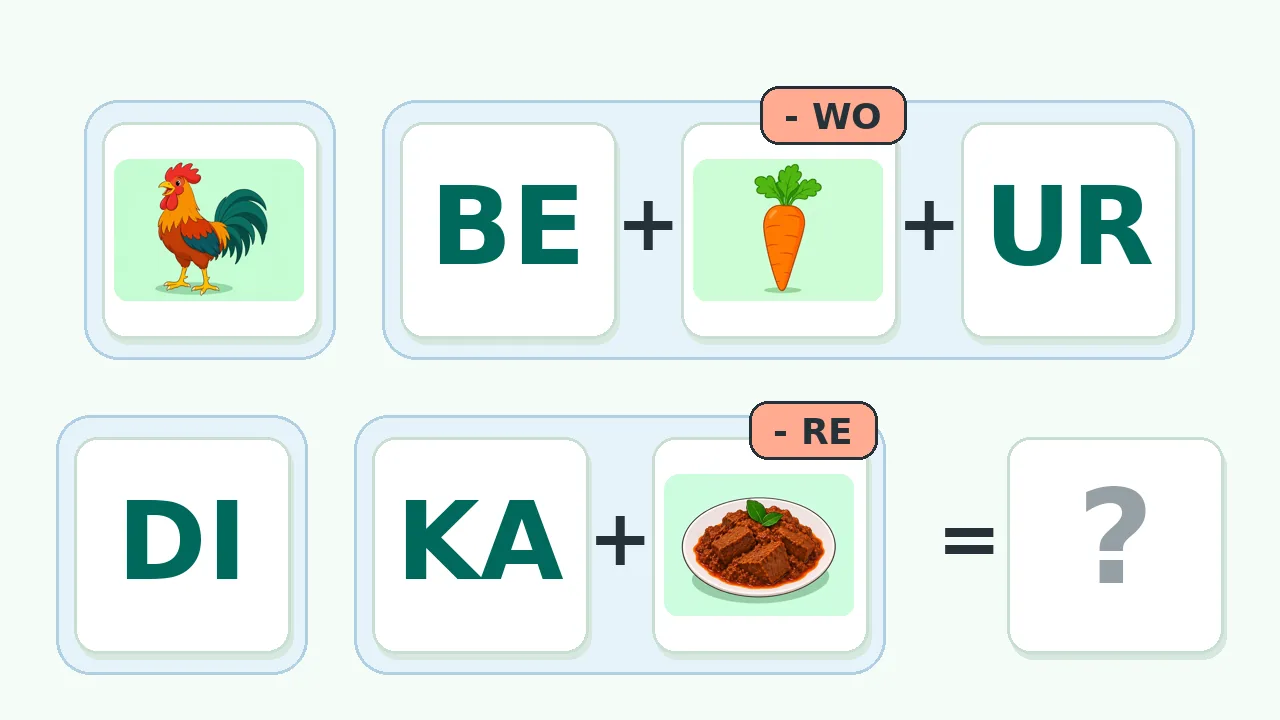 - WO
BE + + UR
- RE
DI KA + = ?